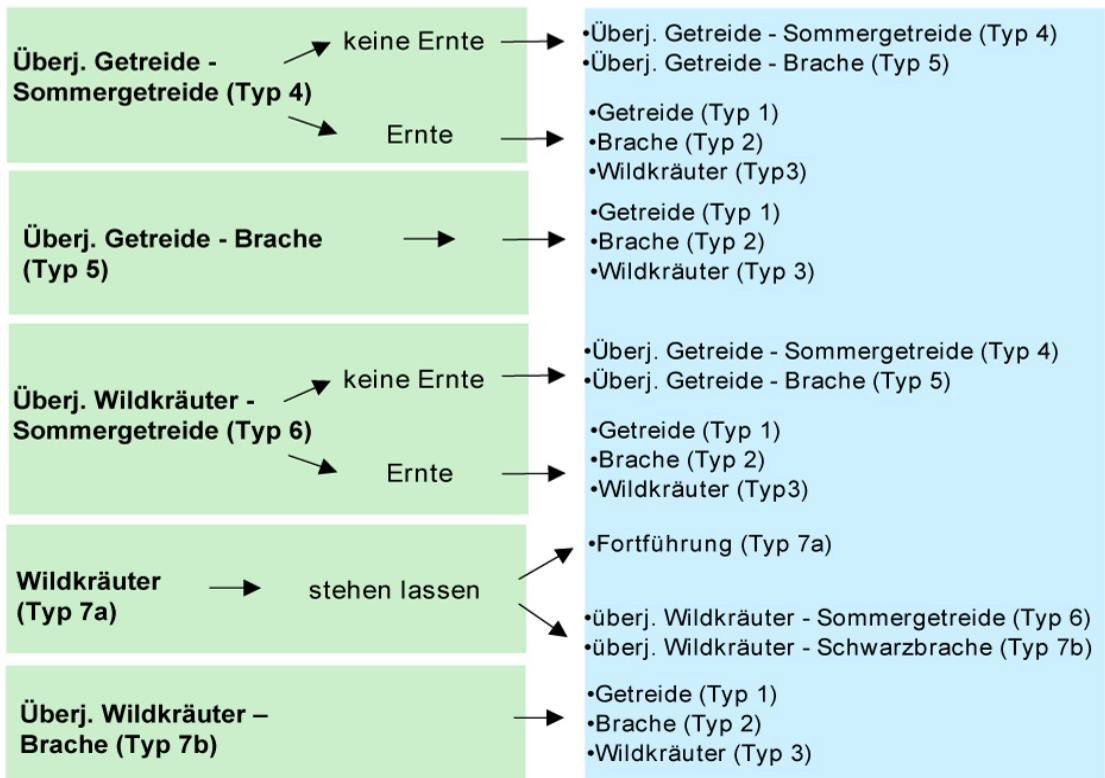 Überj. Getreide -
Sommergetreide (Typ 4)
keine Ernte
•Überj. Getreide - Sommergetreide (Typ 4)
•Überj. Getreide - Brache (Typ 5)
Ernte
•Getreide (Typ 1)
•Brache (Typ 2)
•Wildkräuter (Typ3)
Überj. Getreide - Brache
(Typ 5)
•Getreide (Typ 1)
•Brache (Typ 2)
•Wildkräuter (Typ 3)
Überj. Wildkräuter -
Sommergetreide (Typ 6)
keine Ernte
•Überj. Getreide - Sommergetreide (Typ 4)
•Überj. Getreide - Brache (Typ 5)
Ernte
•Getreide (Typ 1)
•Brache (Typ 2)
•Wildkräuter (Typ3)
Wildkräuter
(Typ 7a)
stehen lassen
•Fortführung (Typ 7a)
•überj. Wildkräuter - Sommergetreide (Typ 6)
•überj. Wildkräuter - Schwarzbrache (Typ 7b)
Überj. Wildkräuter –
Brache (Typ 7b)
•Getreide (Typ 1)
•Brache (Typ 2)
•Wildkräuter (Typ 3)